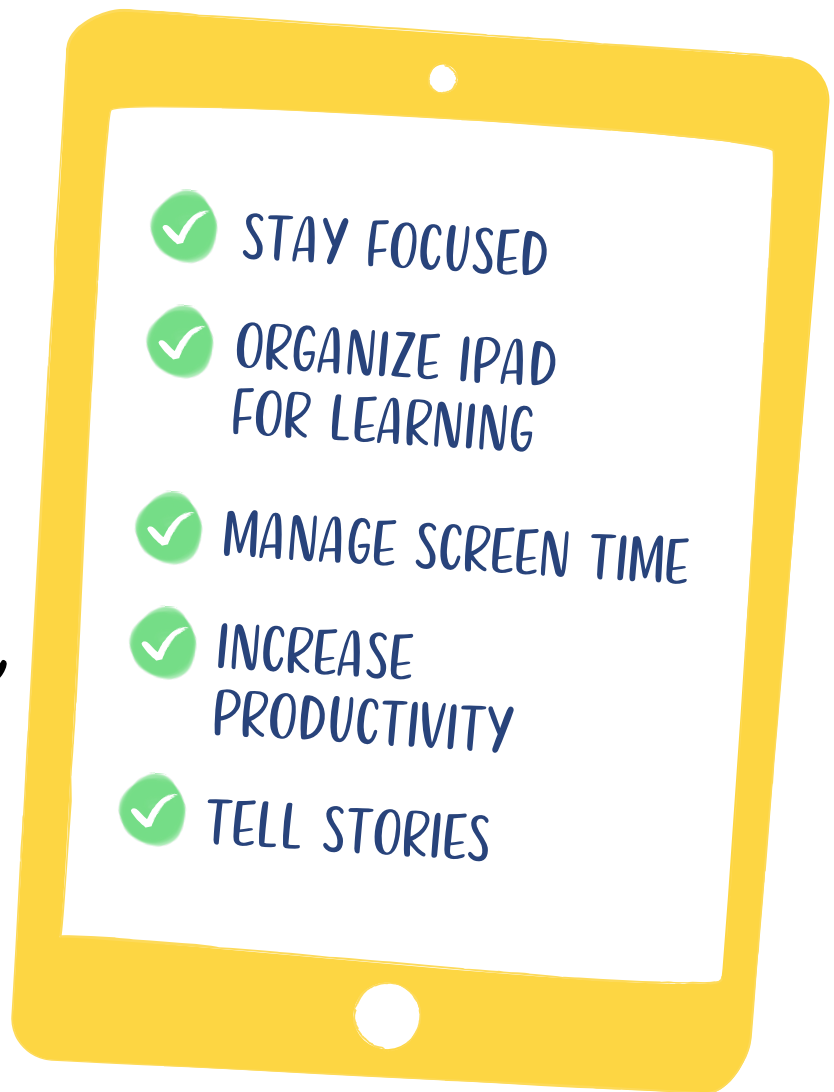 STAY FOCUSED
ORGANIZE IPAD
FOR LEARNING
MANAGE SCREEN TIME
INCREASE
PRODUCTIVITY
TELL STORIES